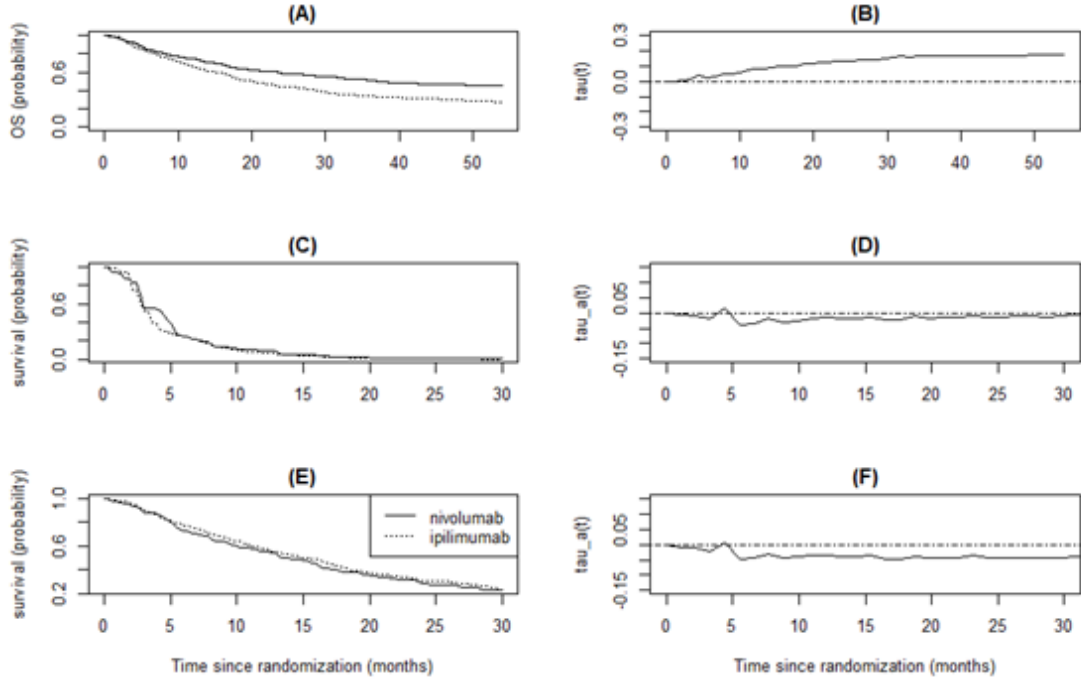 (A)
OS (probability)
0.0 0.6
0 10 20 30 40 50
(B)
tau(t)
-0.3 0.0 0.3
0 10 20 30 40 50
(C)
survival (probability)
0.0 0.6
0 5 10 15 20 25 30
(D)
tau_a(t)
-0.15 0.05
0 5 10 15 20 25 30
(E)
survival (probability)
0.2 0.6 1.0
nivolumab
ipilimumab
0 5 10 15 20 25 30
Time since randomization (months)
(F)
tau_a(t)
-0.15 0.05
0 5 10 15 20 25 30
Time since randomization (months)